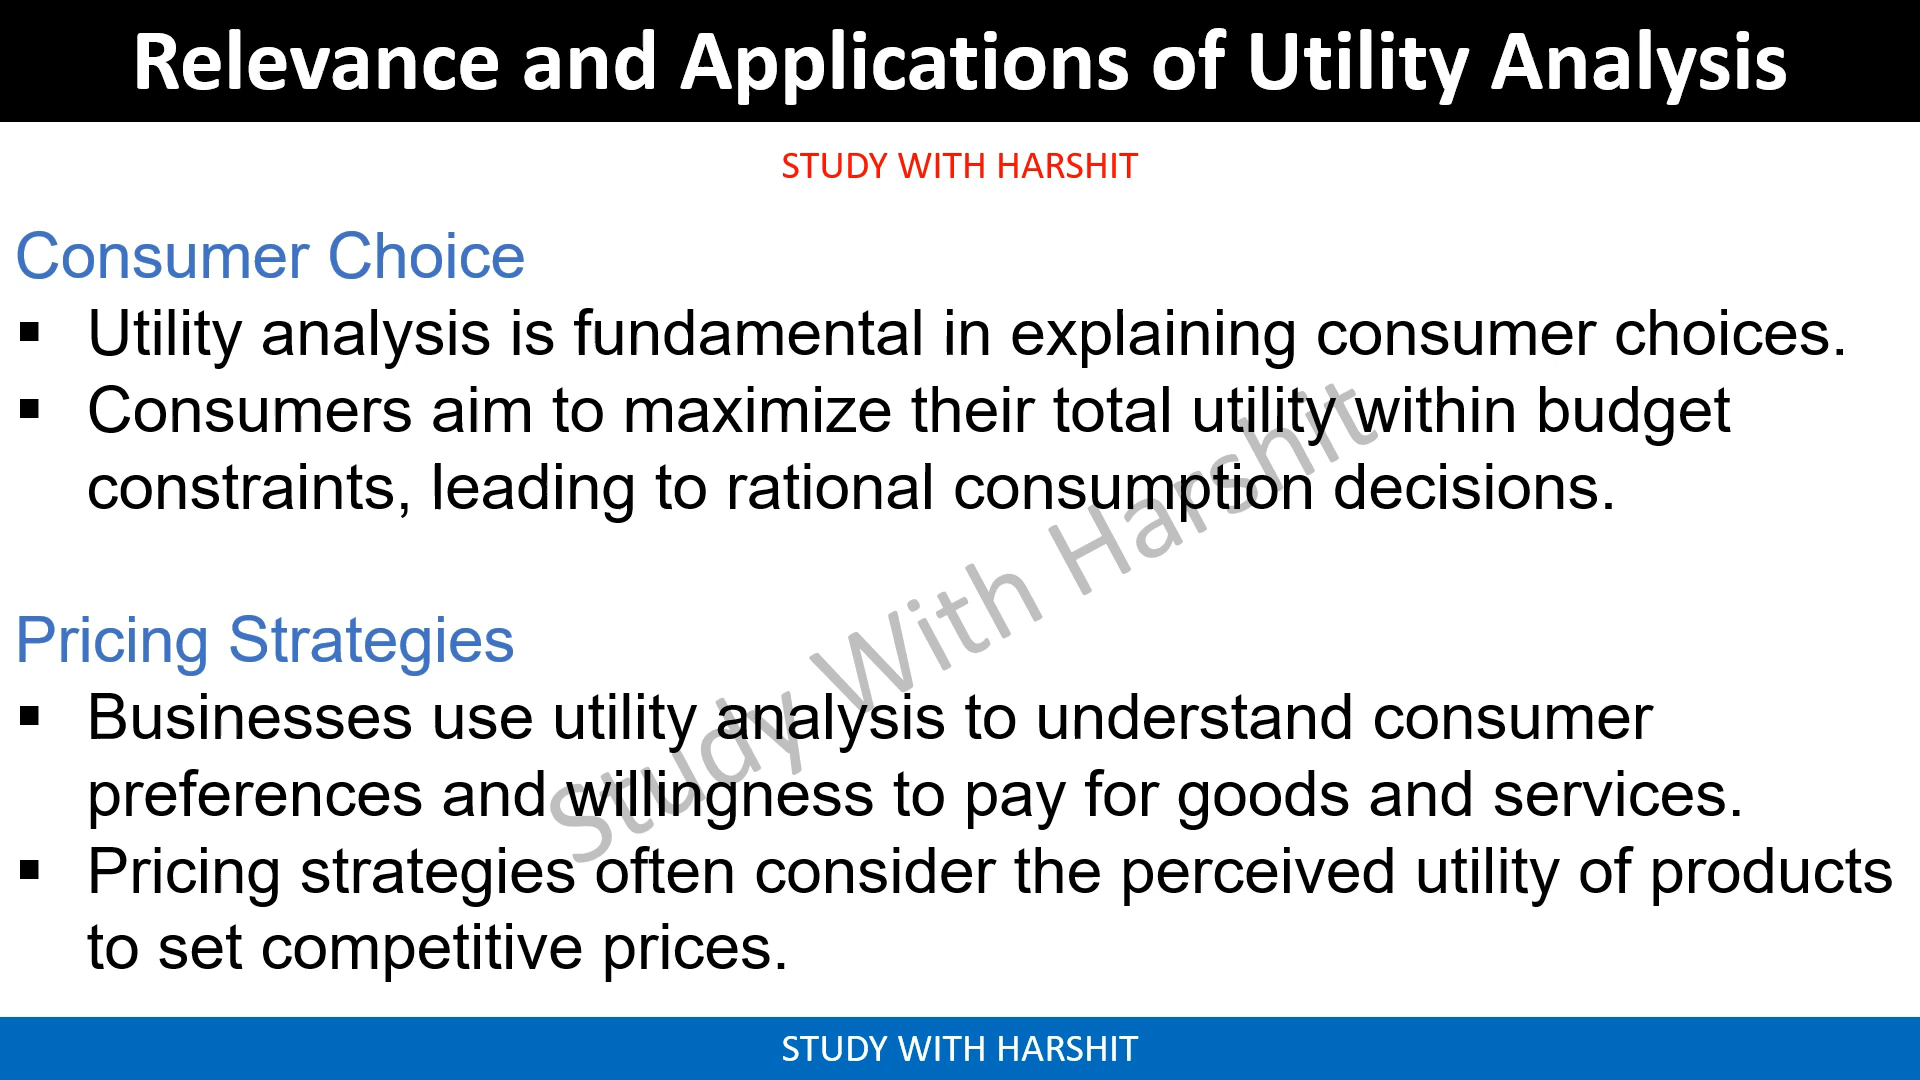 Relevance and Applications of Utility Analysis
STUDY WITH HARSHIT
Consumer Choice
▪ Utility analysis is fundamental in explaining consumer choices.
▪ Consumers aim to maximize their total utility within budget
constraints, leading to rational consumption decisions.
Pricing Strategies
▪ Businesses use utility analysis to understand consumer
preferences and willingness to pay for goods and services.
▪ Pricing strategies often consider the perceived utility of products
to set competitive prices.
Study With Harshit
STUDY WITH HARSHIT